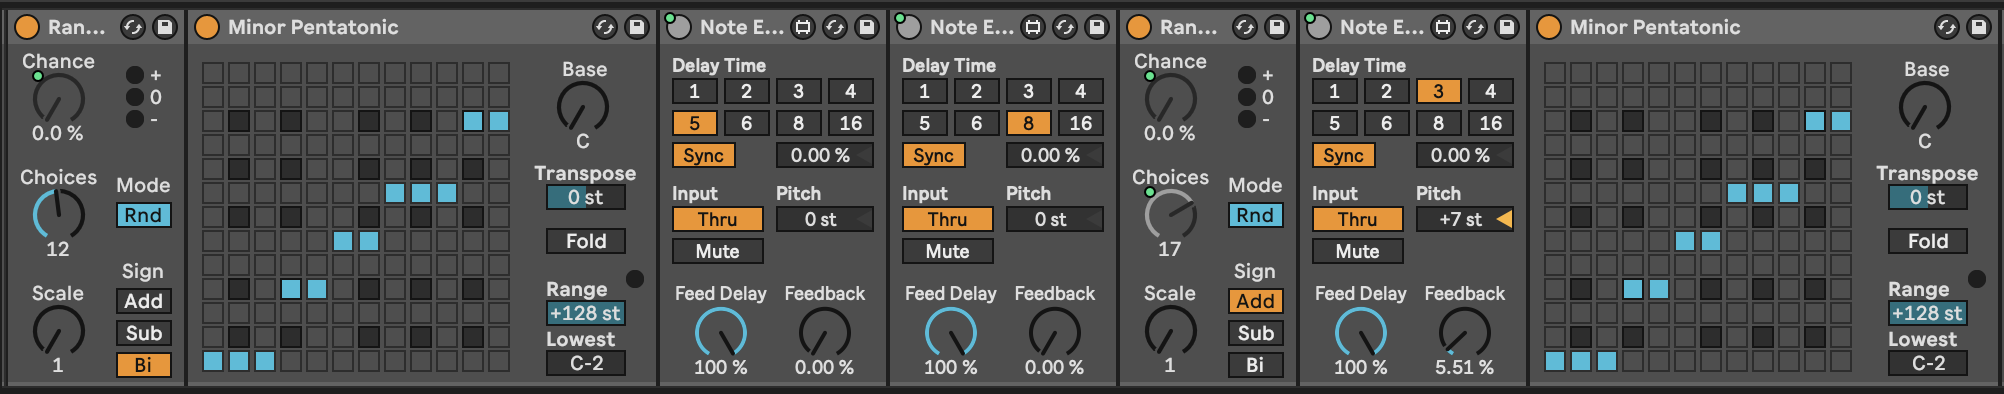 Ran...
Chance
+
0
-
0.0 %
Choices
12
Mode
Rnd
Scale
1
Sign
Add
Sub
Bi
Minor Pentatonic
Base
C
Transpose
0 st
Fold
Range
+128 st
Lowest
C-2
Note E...
Delay Time
1 2 3 4
5 6 8 16
Sync 0.00 %
Input Pitch
Thru 0 st
Mute
Feed Delay Feedback
100 % 0.00 %
Note E...
Delay Time
1 2 3 4
5 6 8 16
Sync 0.00 %
Input Pitch
Thru 0 st
Mute
Feed Delay Feedback
100 % 0.00 %
Ran...
Chance
+
0
-
0.0 %
Choices
17
Mode
Rnd
Scale
1
Sign
Add
Sub
Bi
Note E...
Delay Time
1 2 3 4
5 6 8 16
Sync 0.00 %
Input Pitch
Thru +7 st
Mute
Feed Delay Feedback
100 % 5.51 %
Minor Pentatonic
Base
C
Transpose
0 st
Fold
Range
+128 st
Lowest
C-2